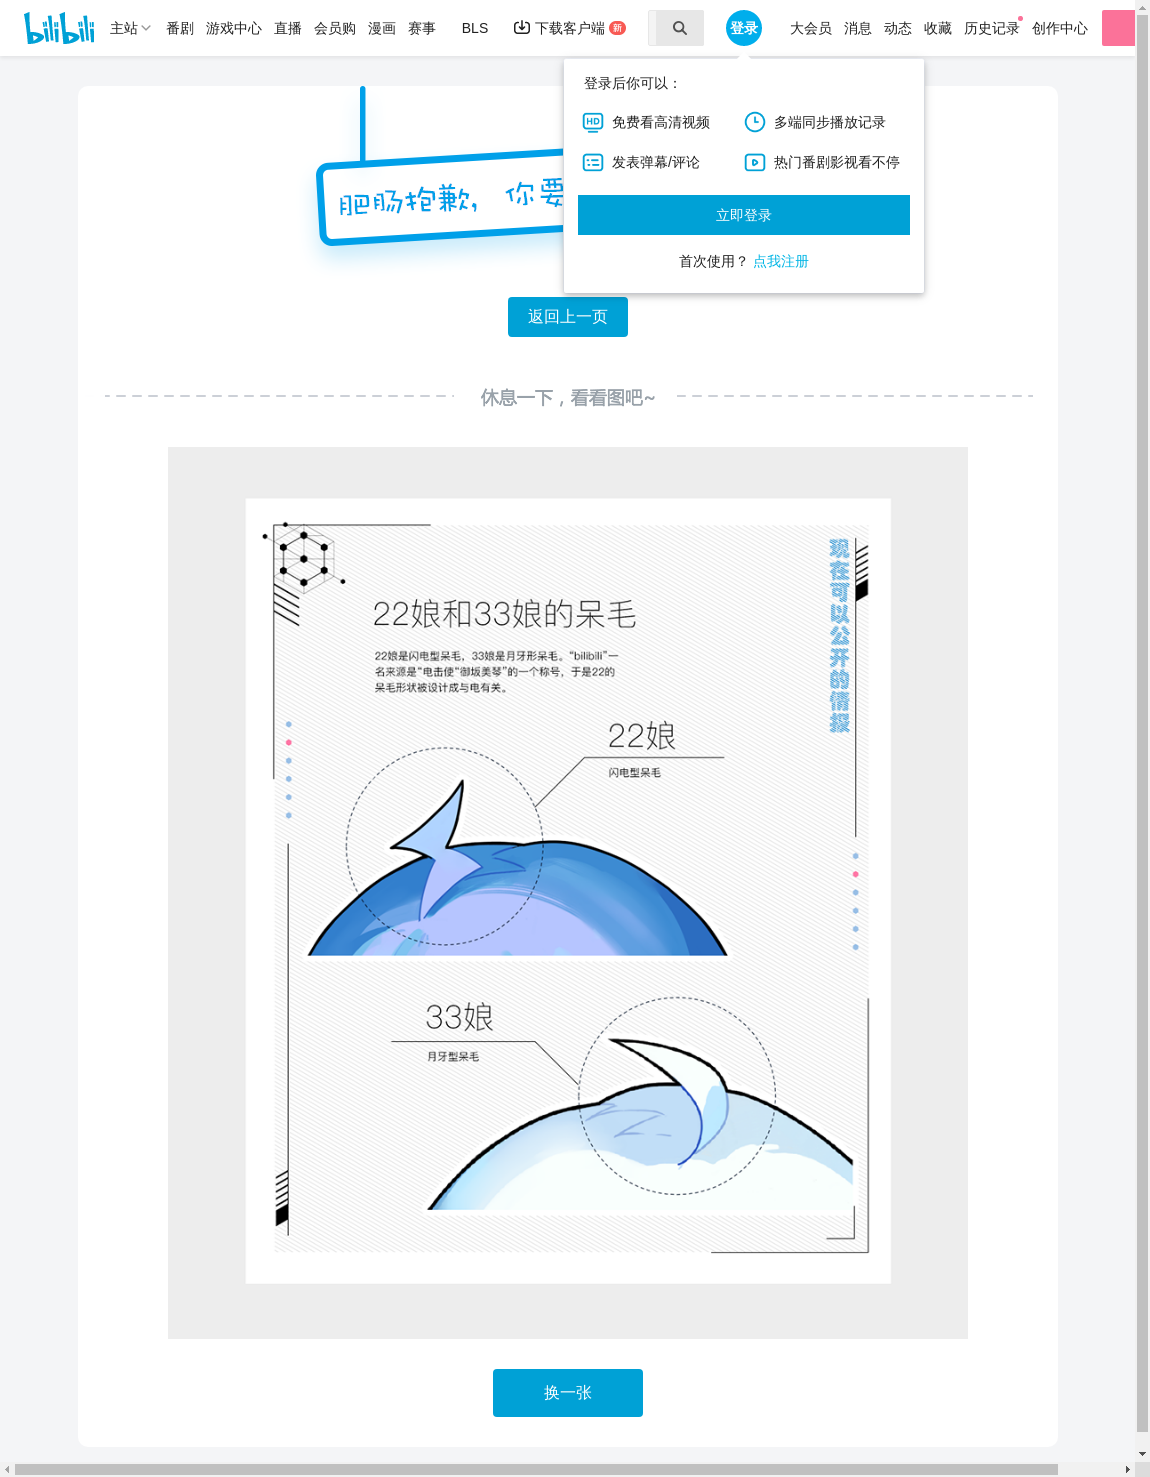 bilibili
主站
番剧
游戏中心
直播
会员购
漫画
赛事
BLS
下载客户端
新
登录
大会员
消息
动态
收藏
历史记录
创作中心
登录后你可以：
HD
免费看高清视频
多端同步播放记录
发表弹幕/评论
热门番剧影视看不停
立即登录
首次使用？ 点我注册
肥肠抱歉，你要
返回上一页
休息一下，看看图吧~
现在可以公开的情报
22娘和33娘的呆毛
22娘是闪电型呆毛，33娘是月牙形呆毛。“bilibili”一
名来源是“电击使“御坂美琴”的一个称号，于是22的
呆毛形状被设计成与电有关。
22娘
闪电型呆毛
33娘
月牙型呆毛
换一张